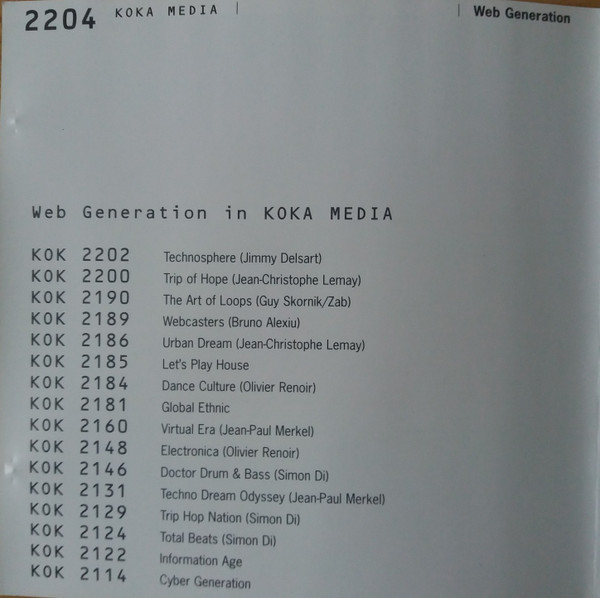 2204 KOKA MEDIA | | Web Generation
Web Generation in KOKA MEDIA
KOK 2202 Technosphere (Jimmy Delsart)
KOK 2200 Trip of Hope (Jean-Christophe Lemay)
KOK 2190 The Art of Loops (Guy Skornik/Zab)
KOK 2189 Webcasters (Bruno Alexiu)
KOK 2186 Urban Dream (Jean-Christophe Lemay)
KOK 2185 Let's Play House
KOK 2184 Dance Culture (Olivier Renoir)
KOK 2181 Global Ethnic
KOK 2160 Virtual Era (Jean-Paul Merkel)
KOK 2148 Electronica (Olivier Renoir)
KOK 2146 Doctor Drum & Bass (Simon Di)
KOK 2131 Techno Dream Odyssey (Jean-Paul Merkel)
KOK 2129 Trip Hop Nation (Simon Di)
KOK 2124 Total Beats (Simon Di)
KOK 2122 Information Age
KOK 2114 Cyber Generation